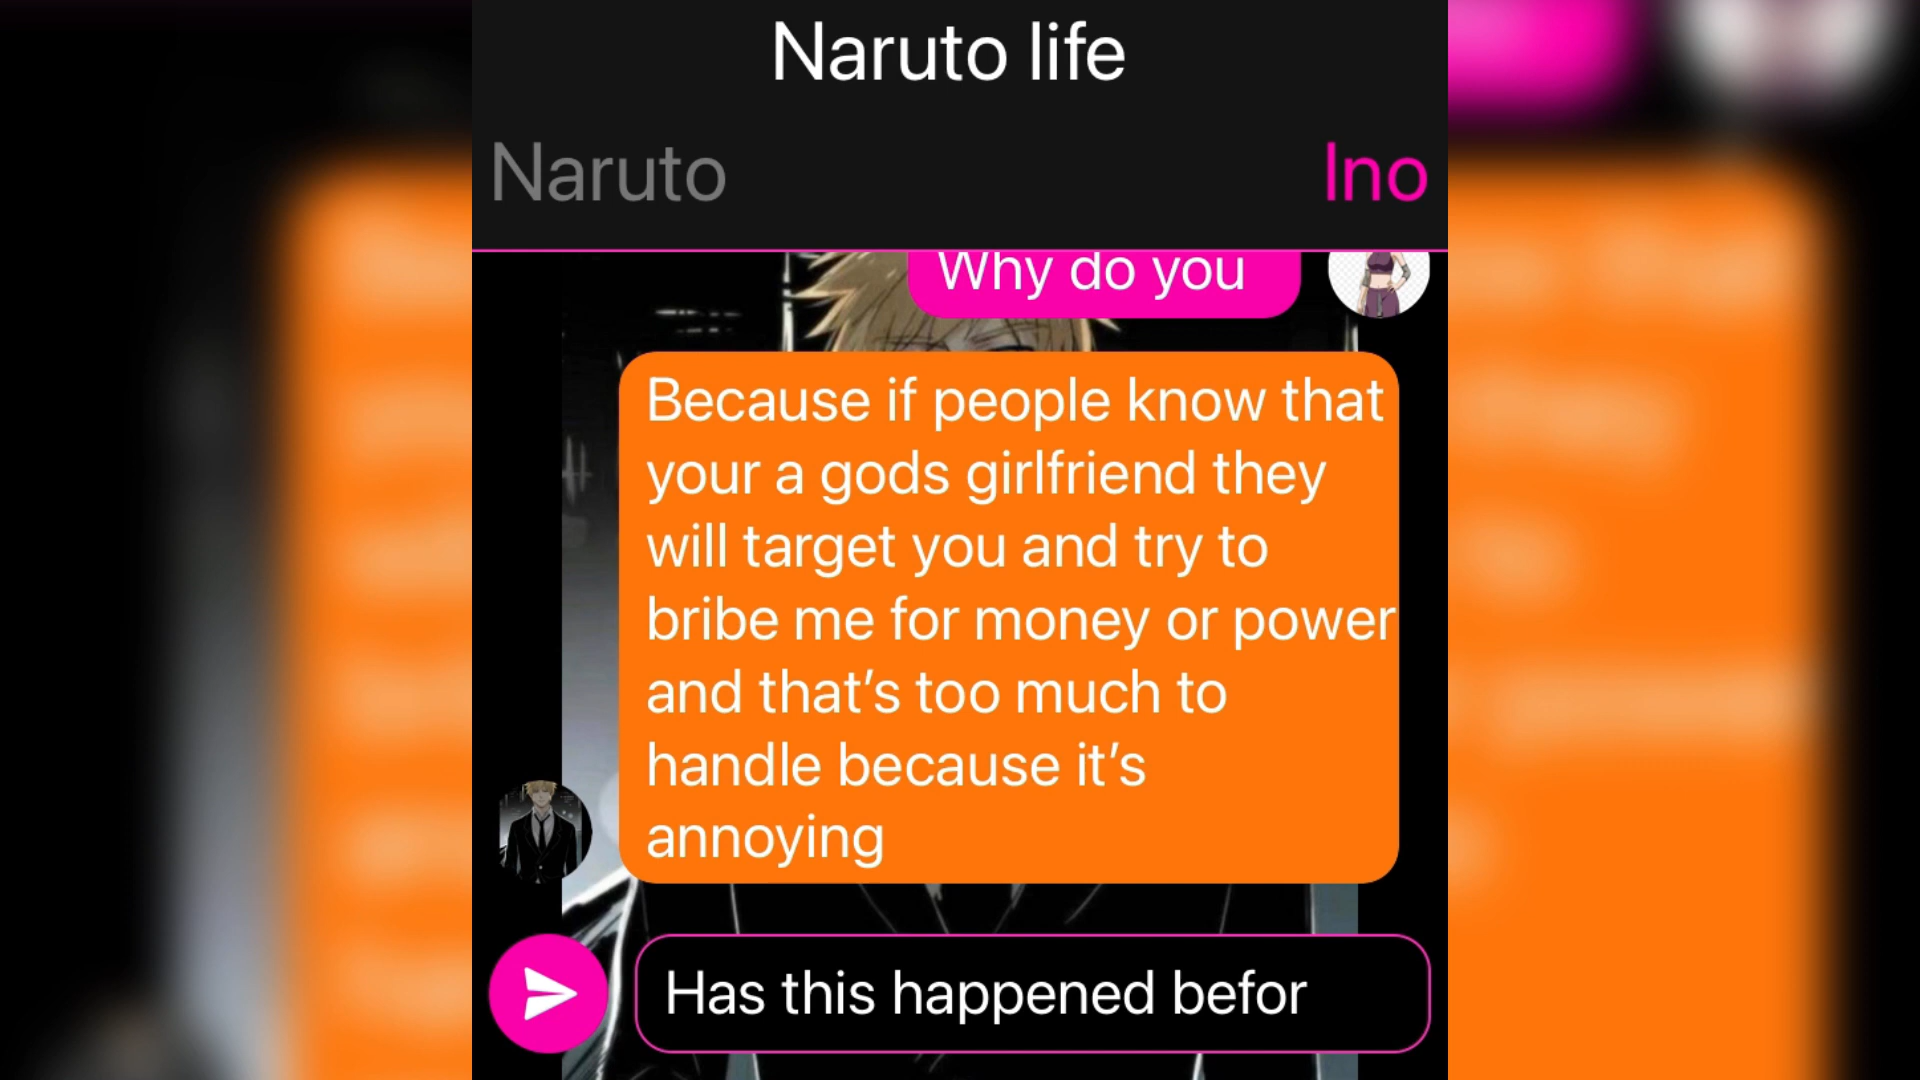 Naruto life
Naruto
Ino
Why do you
Because if people know that
your a gods girlfriend they
will target you and try to
bribe me for money or power
and that’s too much to
handle because it’s
annoying
Has this happened befor